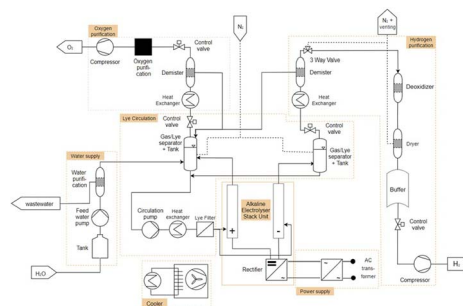 Oxygen purification
Control
valve
O₂
Compressor
Oxygen
purifi-
cation
Demister
Heat
Exchanger
Control
valve
N₂
N₂ +
venting
Hydrogen
purification
3 Way Valve
Demister
Heat
Exchanger
Deoxidizer
Control
valve
Lye Circulation
Gas/Lye
separator
+ Tank
Gas/Lye
separator
+ Tank
Dryer
Water supply
Water
purifi-
cation
wastewater
Feed
water
pump
Tank
H₂O
Circulation
pump
Heat
exchanger
Lye Filter
Alkaline
Electrolyser
Stack Unit
+
-
Buffer
Control
valve
Rectifier
AC
trans-
former
Power supply
Cooler
Compressor
H₂